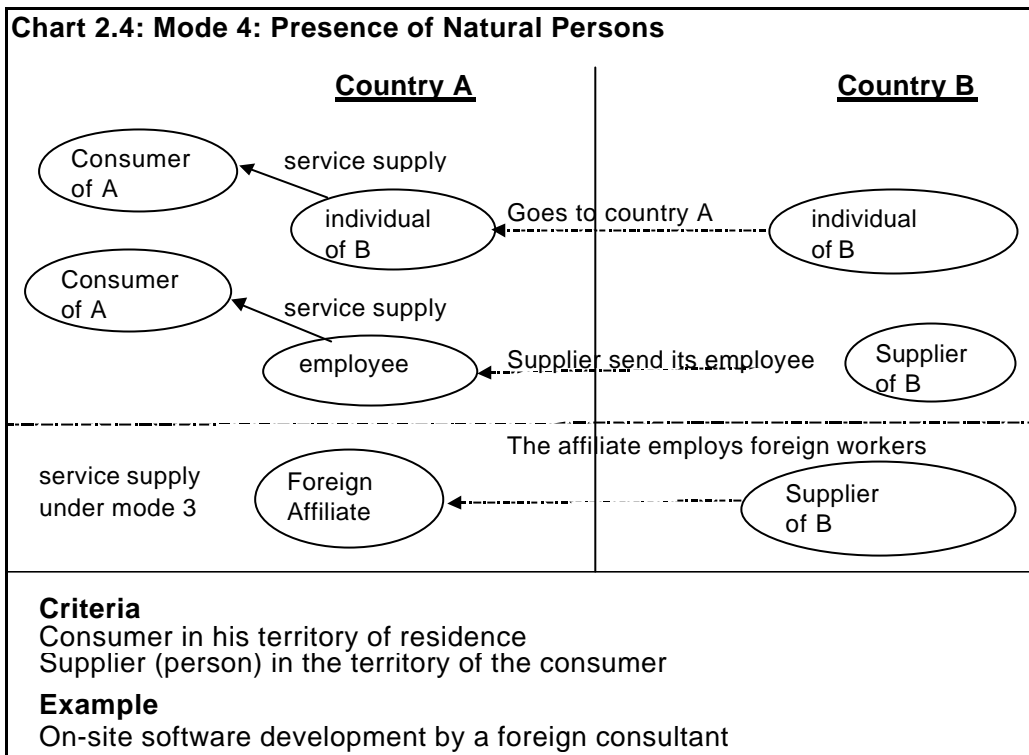 Chart 2.4: Mode 4: Presence of Natural Persons
Country A
Country B
Consumer
of A
service supply
individual
of B
Goes to country A
individual
of B
Consumer
of A
service supply
employee
Supplier send its employee
Supplier
of B
The affiliate employs foreign workers
service supply
under mode 3
Foreign
Affiliate
Supplier
of B
Criteria
Consumer in his territory of residence
Supplier (person) in the territory of the consumer
Example
On-site software development by a foreign consultant